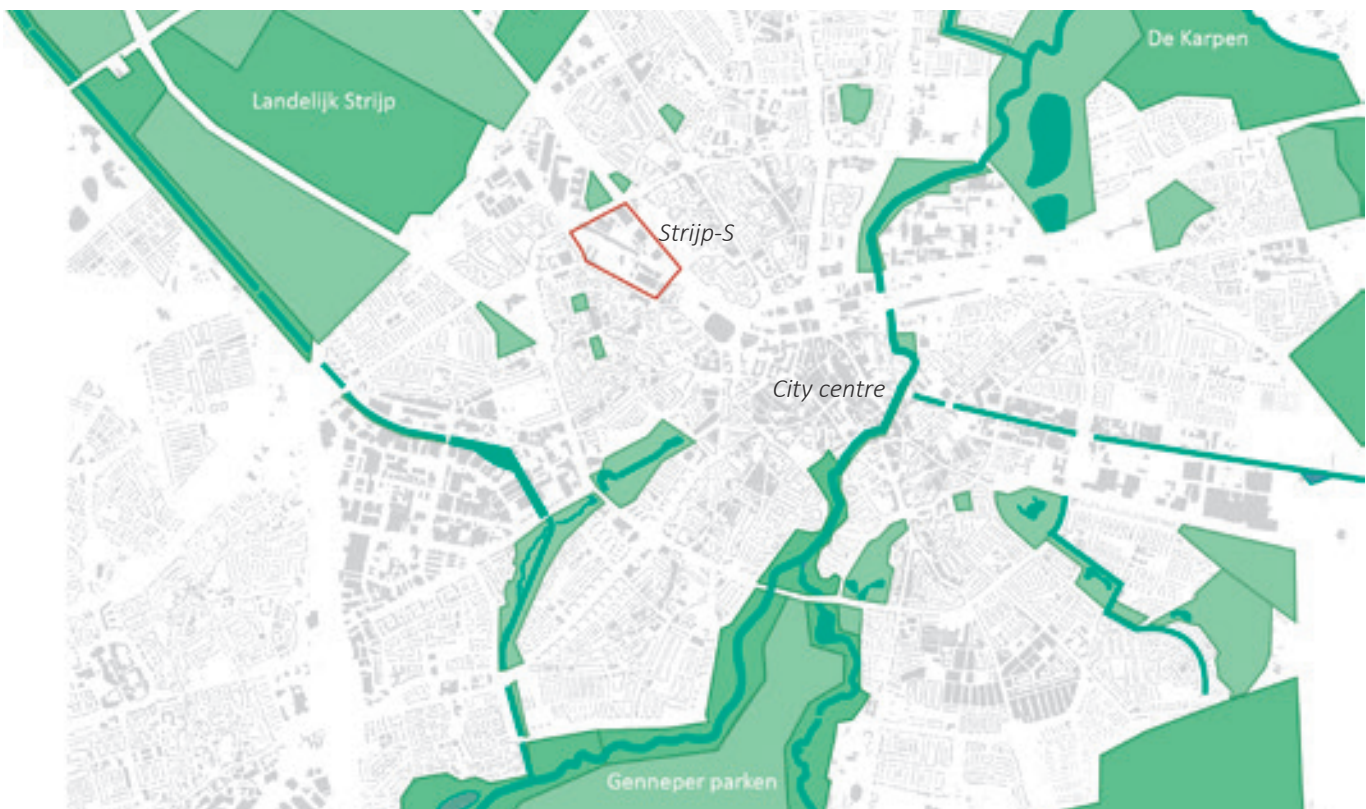 De Karpen
Landelijk Strijp
Strijp-S
City centre
Genneper parken